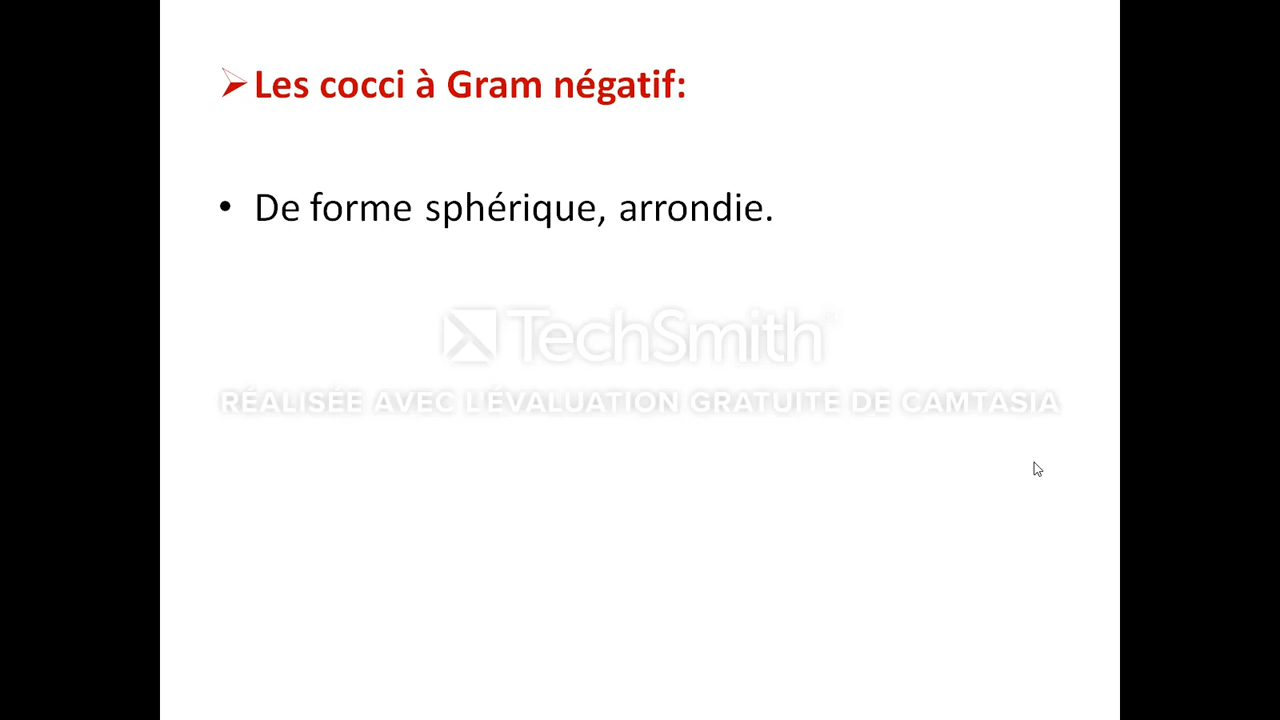 ➢Les cocci à Gram négatif:
• De forme sphérique, arrondie.
TechSmith
RÉALISÉE AVEC L'ÉVALUATION GRATUITE DE CAMTASIA